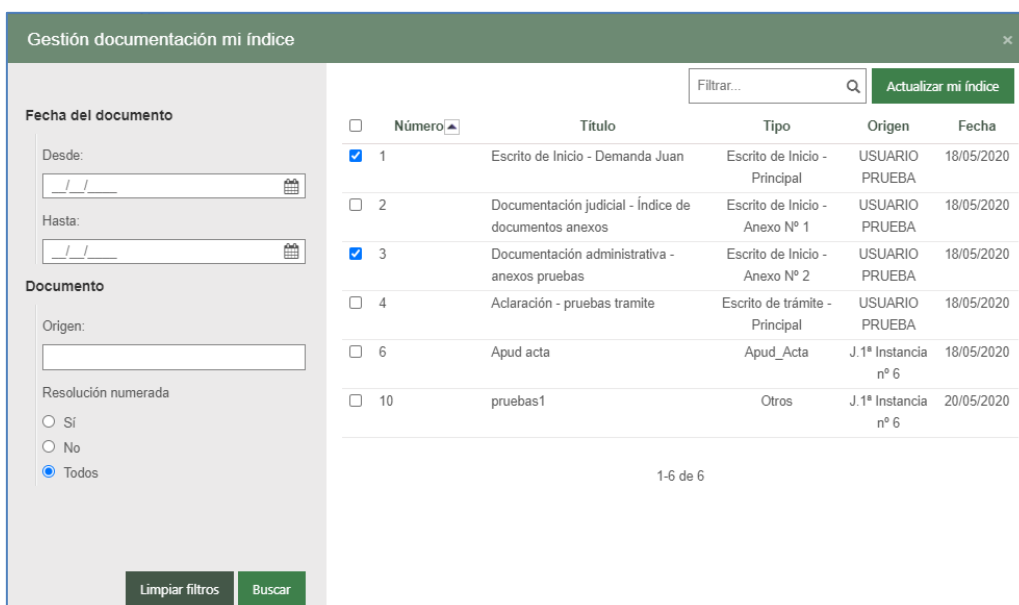 Gestión documentación mi índice
×
Fecha del documento
Desde:
__/__/____
Hasta:
__/__/____
Documento
Origen:
Resolución numerada
Sí
No
Todos
Limpiar filtros Buscar
Filtrar... Actualizar mi índice
Número Título Tipo Origen Fecha
1 Escrito de Inicio - Demanda Juan Escrito de Inicio - USUARIO 18/05/2020
Principal PRUEBA
2 Documentación judicial - Índice de Escrito de Inicio - USUARIO 18/05/2020
documentos anexos Anexo Nº 1 PRUEBA
3 Documentación administrativa - Escrito de Inicio - USUARIO 18/05/2020
anexos pruebas Anexo Nº 2 PRUEBA
4 Aclaración - pruebas tramite Escrito de trámite - USUARIO 18/05/2020
Principal PRUEBA
6 Apud acta Apud_Acta J.1ª Instancia 18/05/2020
nº 6
10 pruebas1 Otros J.1ª Instancia 20/05/2020
nº 6
1-6 de 6